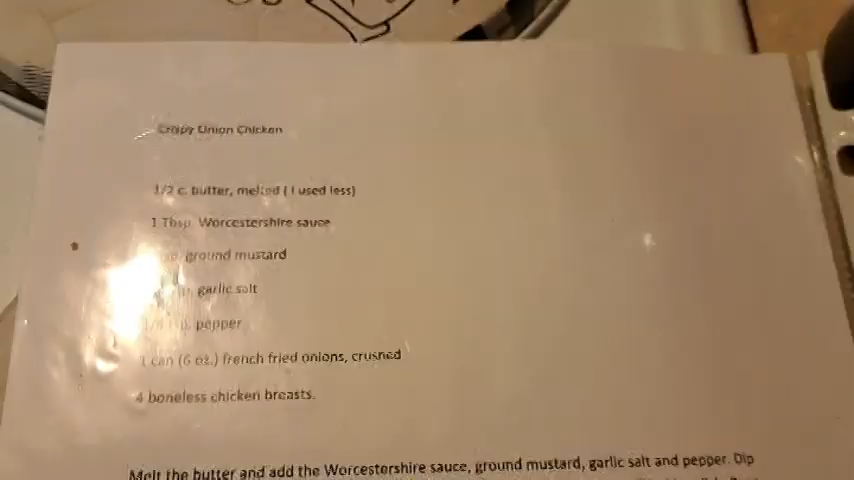 Crispy Onion Chicken
1/2 c. butter, melted ( I used less)
1 Tbsp. Worcestershire sauce
ground mustard
garlic salt
pepper
1 can (6 oz.) french fried onions, crushed
4 boneless chicken breasts.
Melt the butter and add the Worcestershire sauce, ground mustard, garlic salt and pepper. Dip